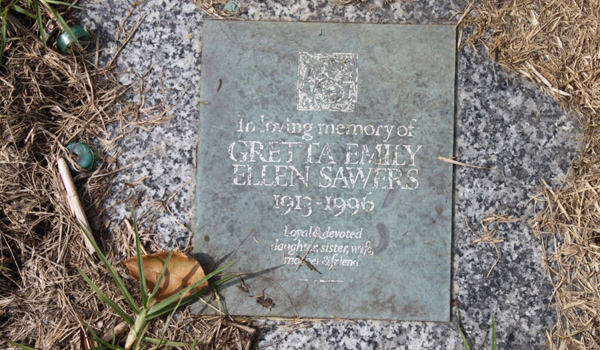 In loving memory of
GRETTA EMILY
ELLEN SAWERS
1913-1996
Loyal & devoted
daughter, sister, wife,
mother & friend